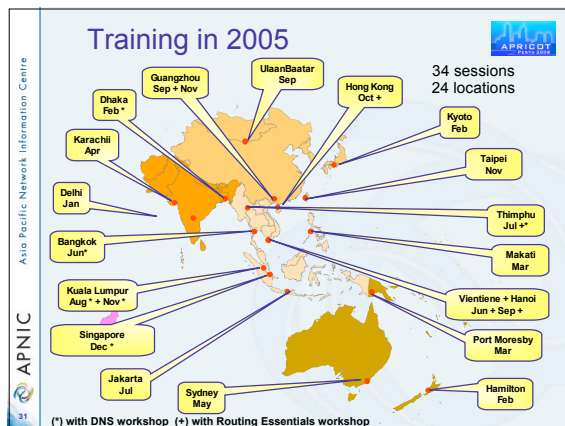 Training in 2005
APRICOT
PERTH 2006
34 sessions
24 locations
Guangzhou
Sep + Nov
UlaanBaatar
Sep
Hong Kong
Oct +
Dhaka
Feb *
Kyoto
Feb
Karachii
Apr
Taipei
Nov
Delhi
Jan
Thimphu
Jul +*
Bangkok
Jun*
Makati
Mar
Kuala Lumpur
Aug * + Nov *
Vientiene + Hanoi
Jun + Sep +
Singapore
Dec *
Port Moresby
Mar
Jakarta
Jul
Sydney
May
Hamilton
Feb
(*) with DNS workshop (+) with Routing Essentials workshop
Asia Pacific Network Information Centre
APNIC
31